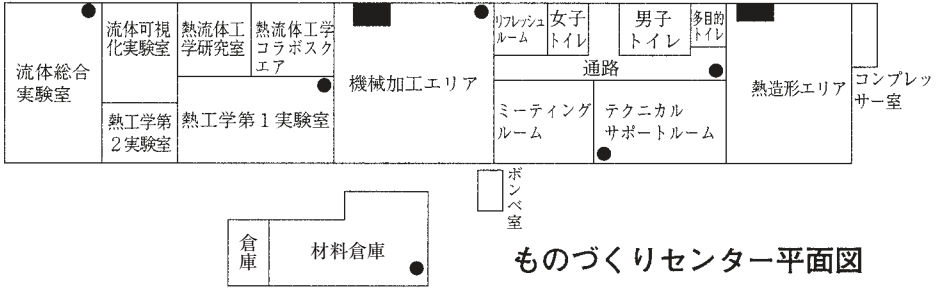 流体総合
実験室
流体可視
化実験室
熱工学第
2実験室
熱流体工
学研究室
熱流体工学
コラボスク
エア
熱工学第1実験室
機械加工エリア
リフレッシュ
ルーム
女子
トイレ
男子
トイレ
多目的
トイレ
通路
ミーティング
ルーム
テクニカル
サポートルーム
熱造形エリア
コンプレッ
サー室
ボンベ室
倉庫
材料倉庫
ものづくりセンター平面図